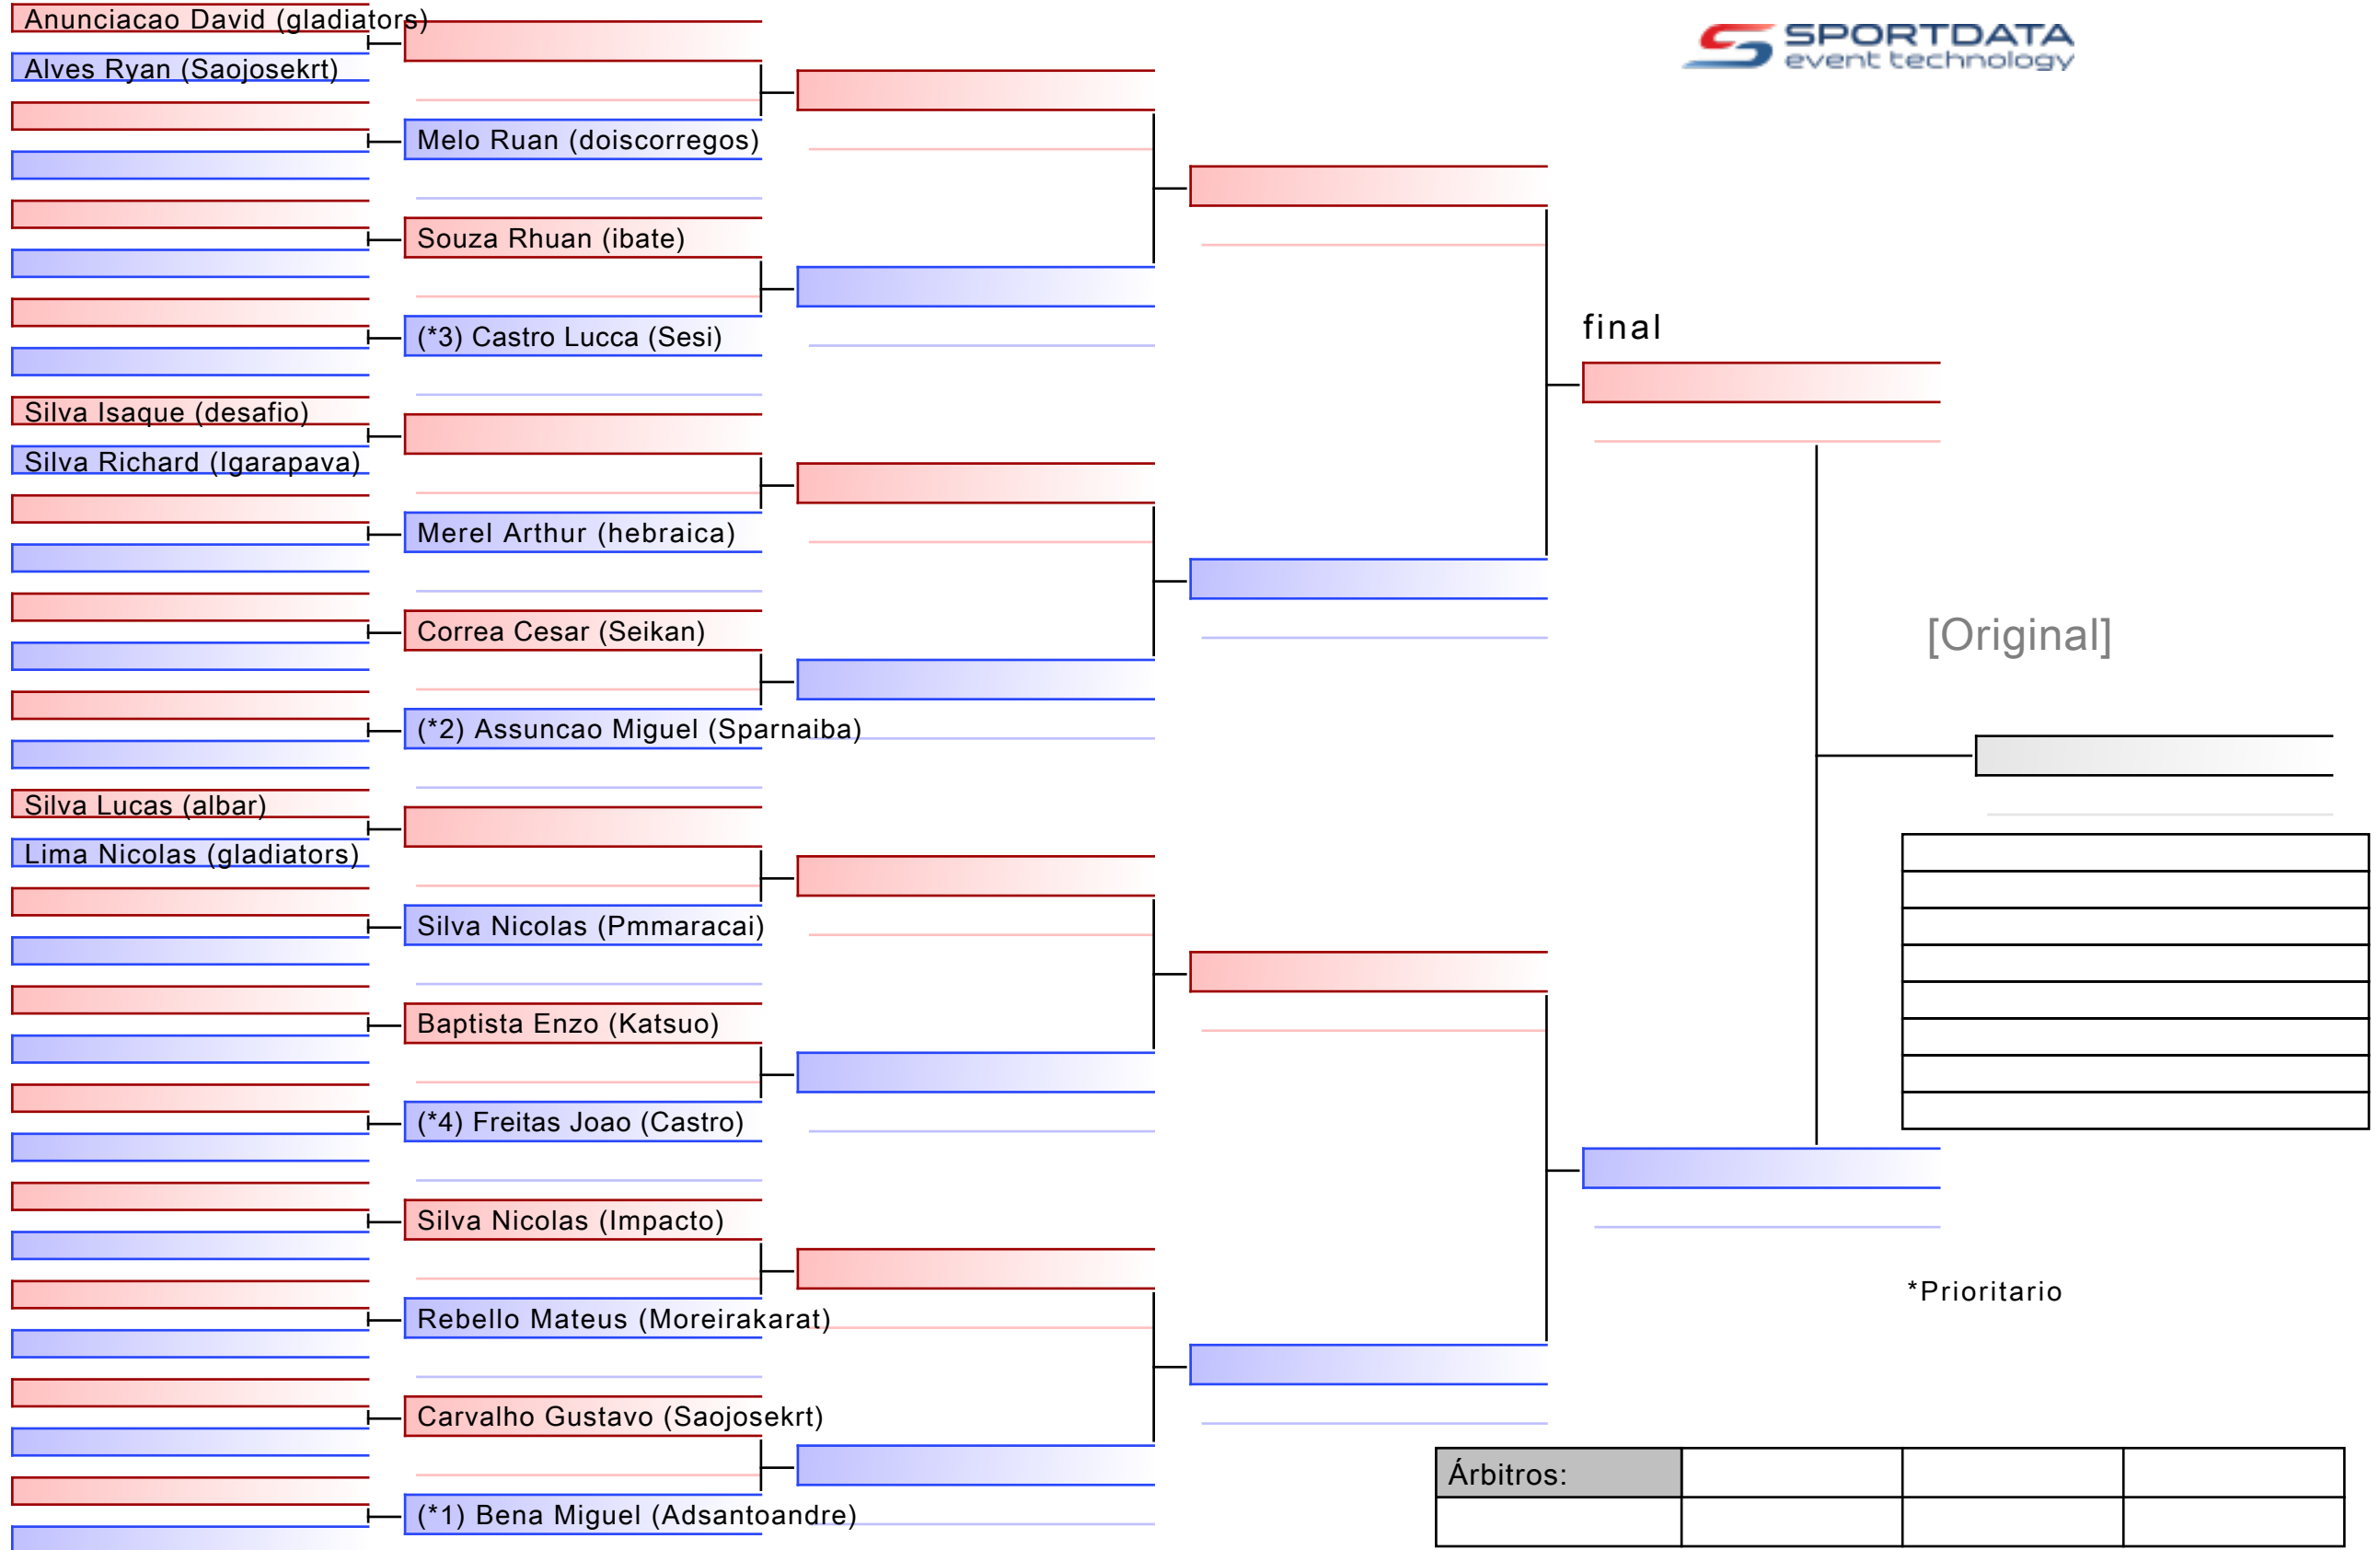 Anunciacao David (gladiators)
Alves Ryan (Saojosekrt)
SPORTDATA
event technology
Melo Ruan (doiscorregos)
Souza Rhuan (ibate)
(*3) Castro Lucca (Sesi)
final
Silva Isaque (desafio)
Silva Richard (Igarapava)
Merel Arthur (hebraica)
Correa Cesar (Seikan)
[Original]
(*2) Assuncao Miguel (Sparnaiba)
Silva Lucas (albar)
Lima Nicolas (gladiators)
Silva Nicolas (Pmmaracai)
Baptista Enzo (Katsuo)
(*4) Freitas Joao (Castro)
Silva Nicolas (Impacto)
*Prioritario
Rebello Mateus (Moreirakarat)
Carvalho Gustavo (Saojosekrt)
Árbitros:
(*1) Bena Miguel (Adsantoandre)